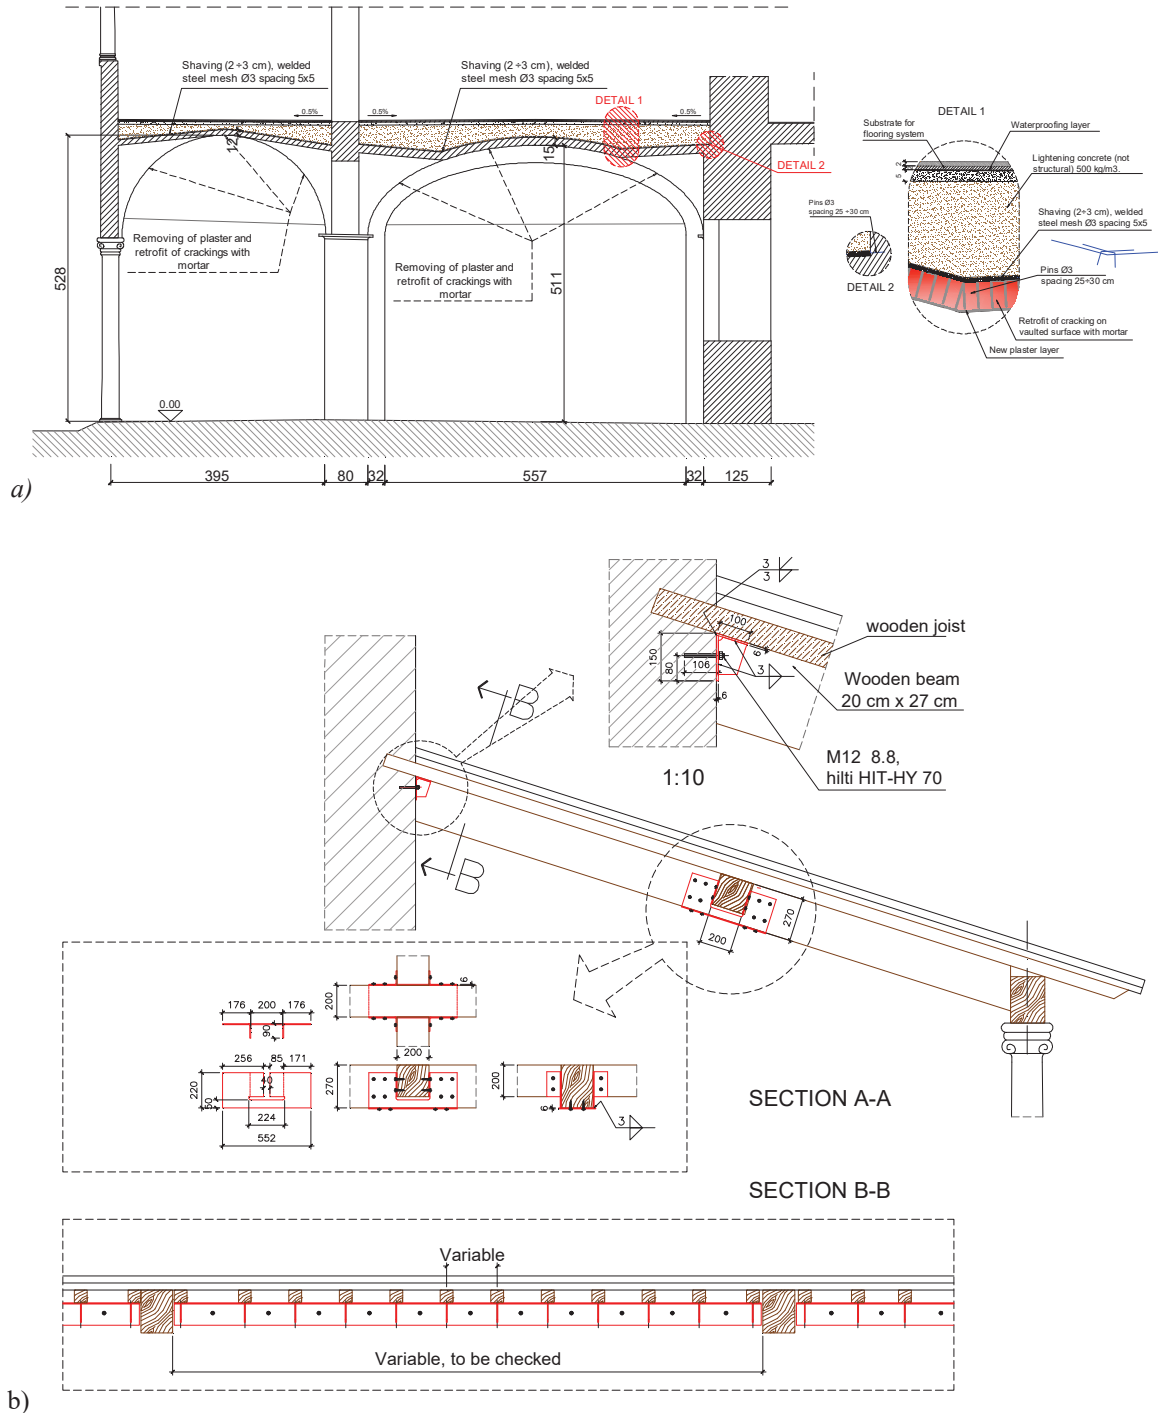 Shaving (2÷3 cm), welded
steel mesh Ø3 spacing 5x5
Shaving (2÷3 cm), welded
steel mesh Ø3 spacing 5x5
0.5%
0.5%
0.5%
DETAIL 1
DETAIL 2
12
15
Removing of plaster and
retrofit of crackings with
mortar
Removing of plaster and
retrofit of crackings with
mortar
528
511
0.00
395
80
32
557
32
125
a)
DETAIL 1
Substrate for
flooring system
Waterproofing layer
2
5
Lightening concrete (not
structural) 500 kg/m3.
Pins Ø3
spacing 25 ÷30 cm
Shaving (2÷3 cm), welded
steel mesh Ø3 spacing 5x5
DETAIL 2
Pins Ø3
spacing 25÷30 cm
Retrofit of cracking on
vaulted surface with mortar
New plaster layer
3
3
100
150
80
106
6
3
6
wooden joist
Wooden beam
20 cm x 27 cm
M12 8.8,
hilti HIT-HY 70
1:10
B
B
270
200
176
200
176
90
256
85
171
40
220
50
224
552
6
200
200
270
200
6
3
SECTION A-A
SECTION B-B
Variable
Variable, to be checked
b)